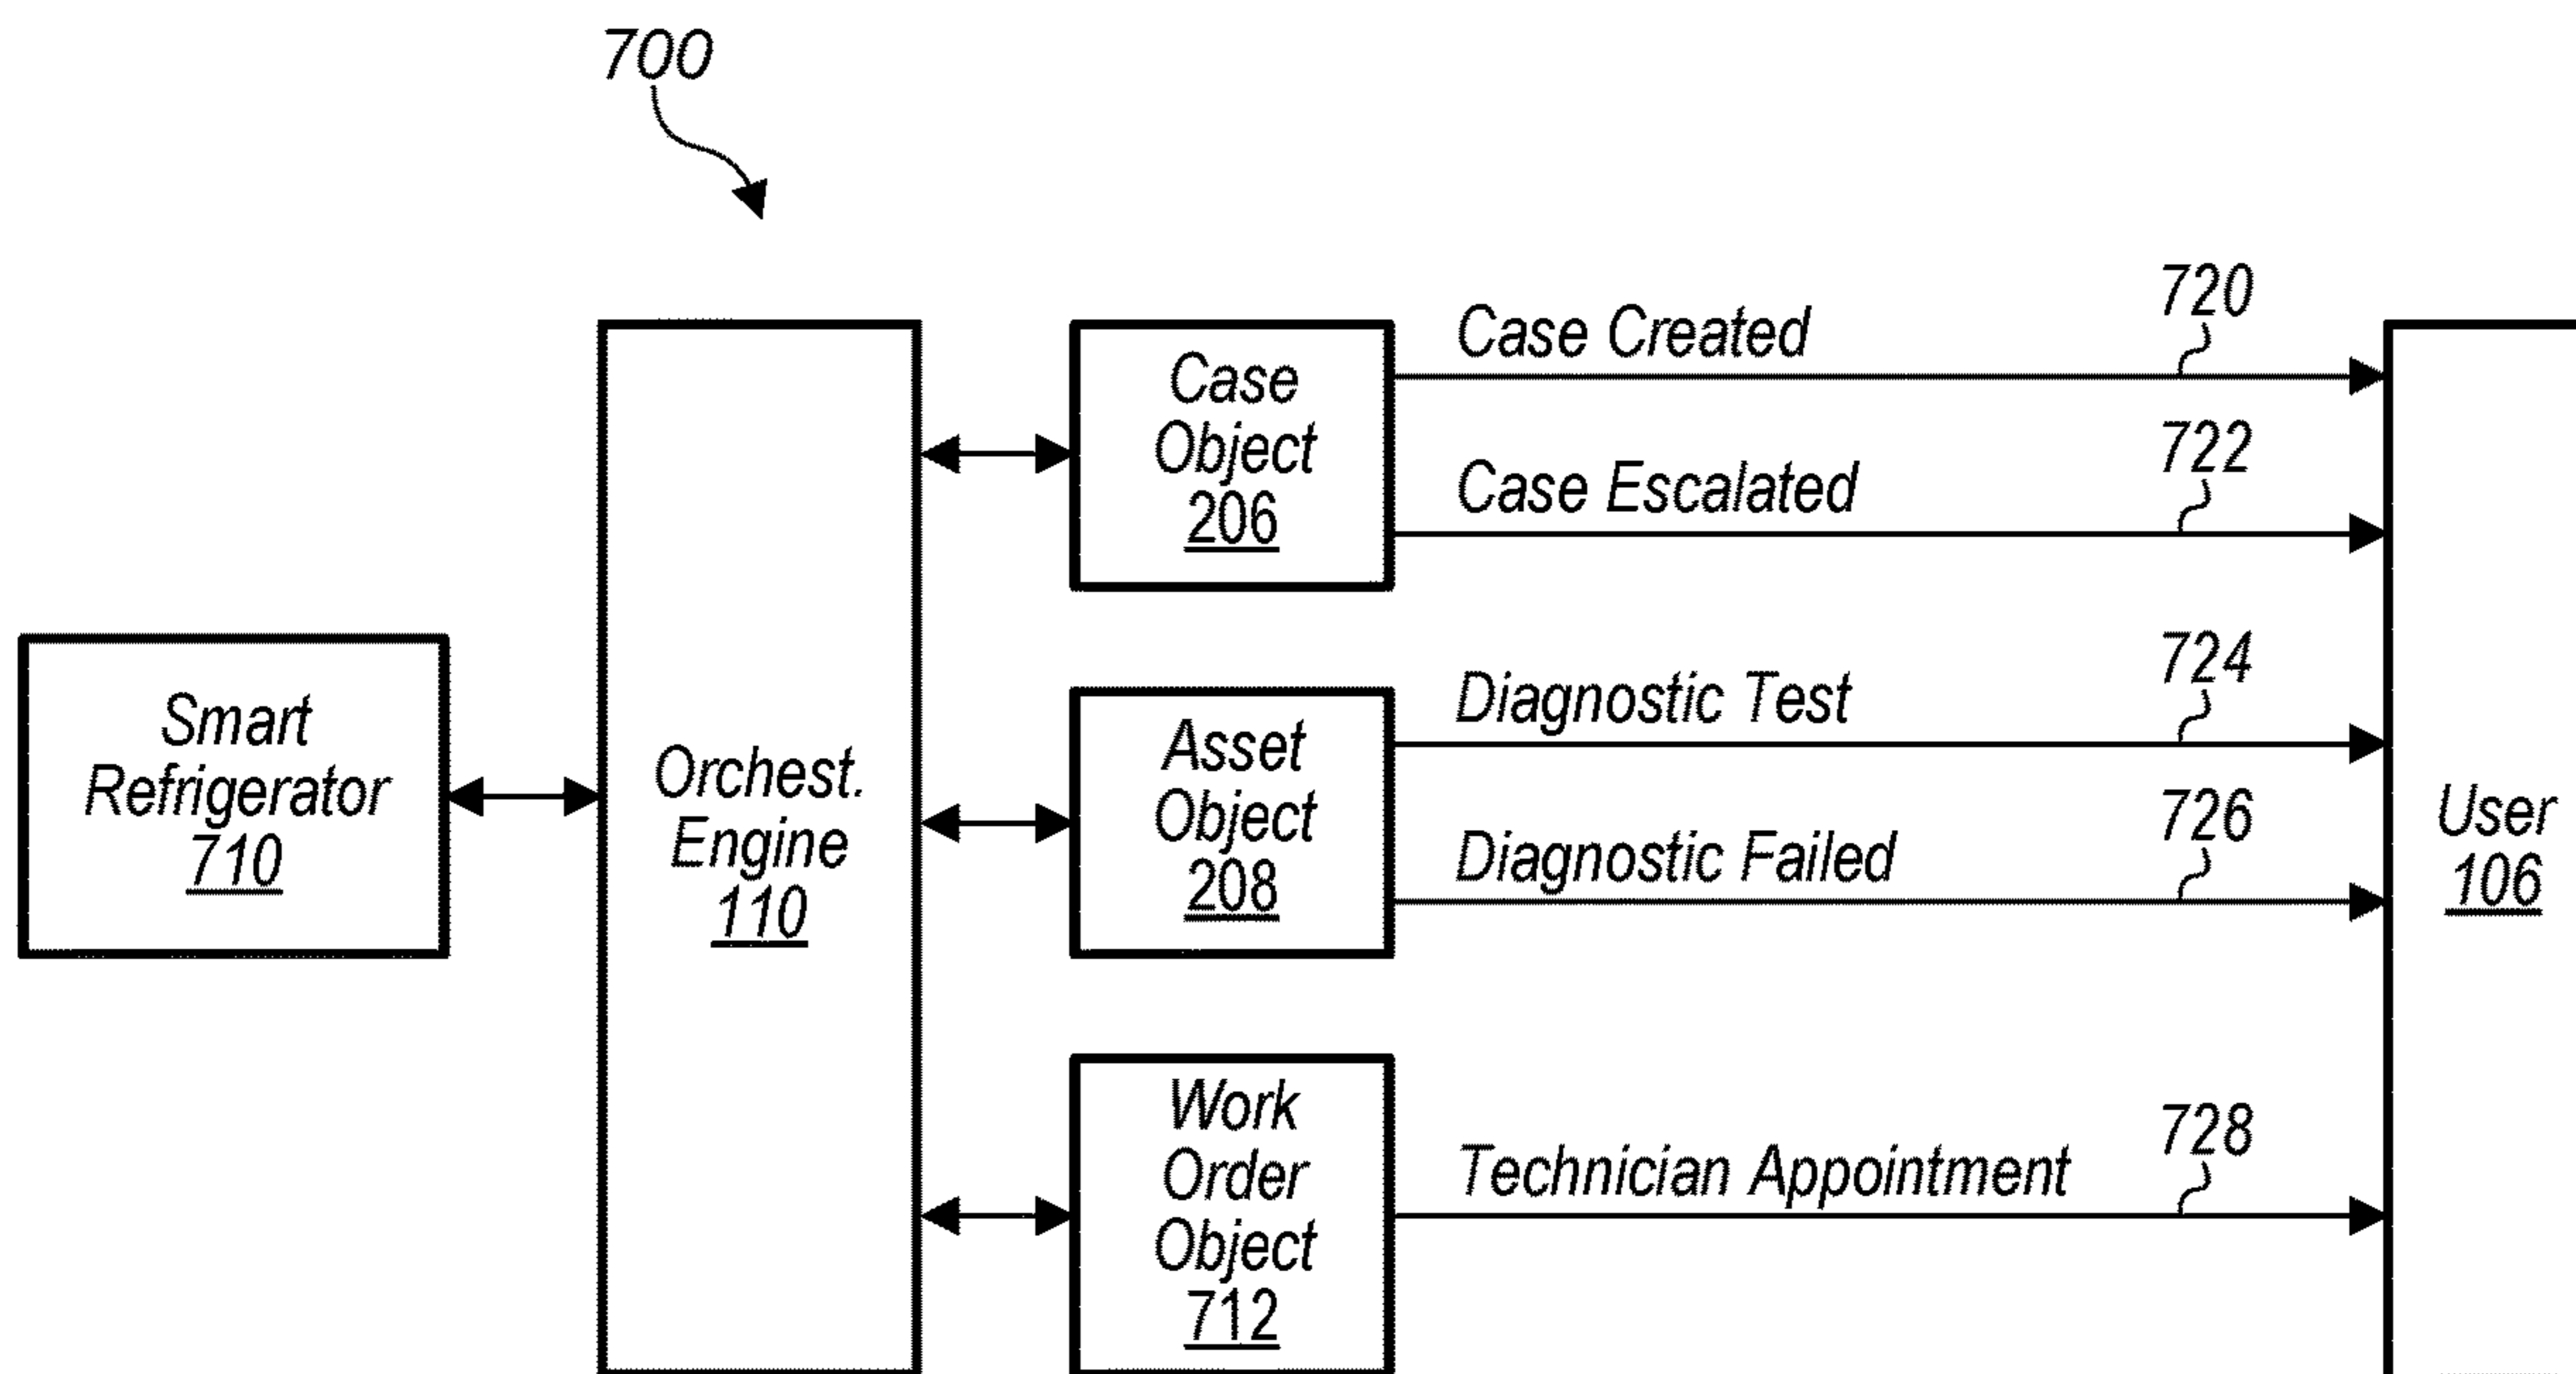 700
Smart
Refrigerator
710
Orchest.
Engine
110
Case
Object
206
Case Created
720
Case Escalated
722
Asset
Object
208
Diagnostic Test
724
Diagnostic Failed
726
Work
Order
Object
712
Technician Appointment
728
User
106